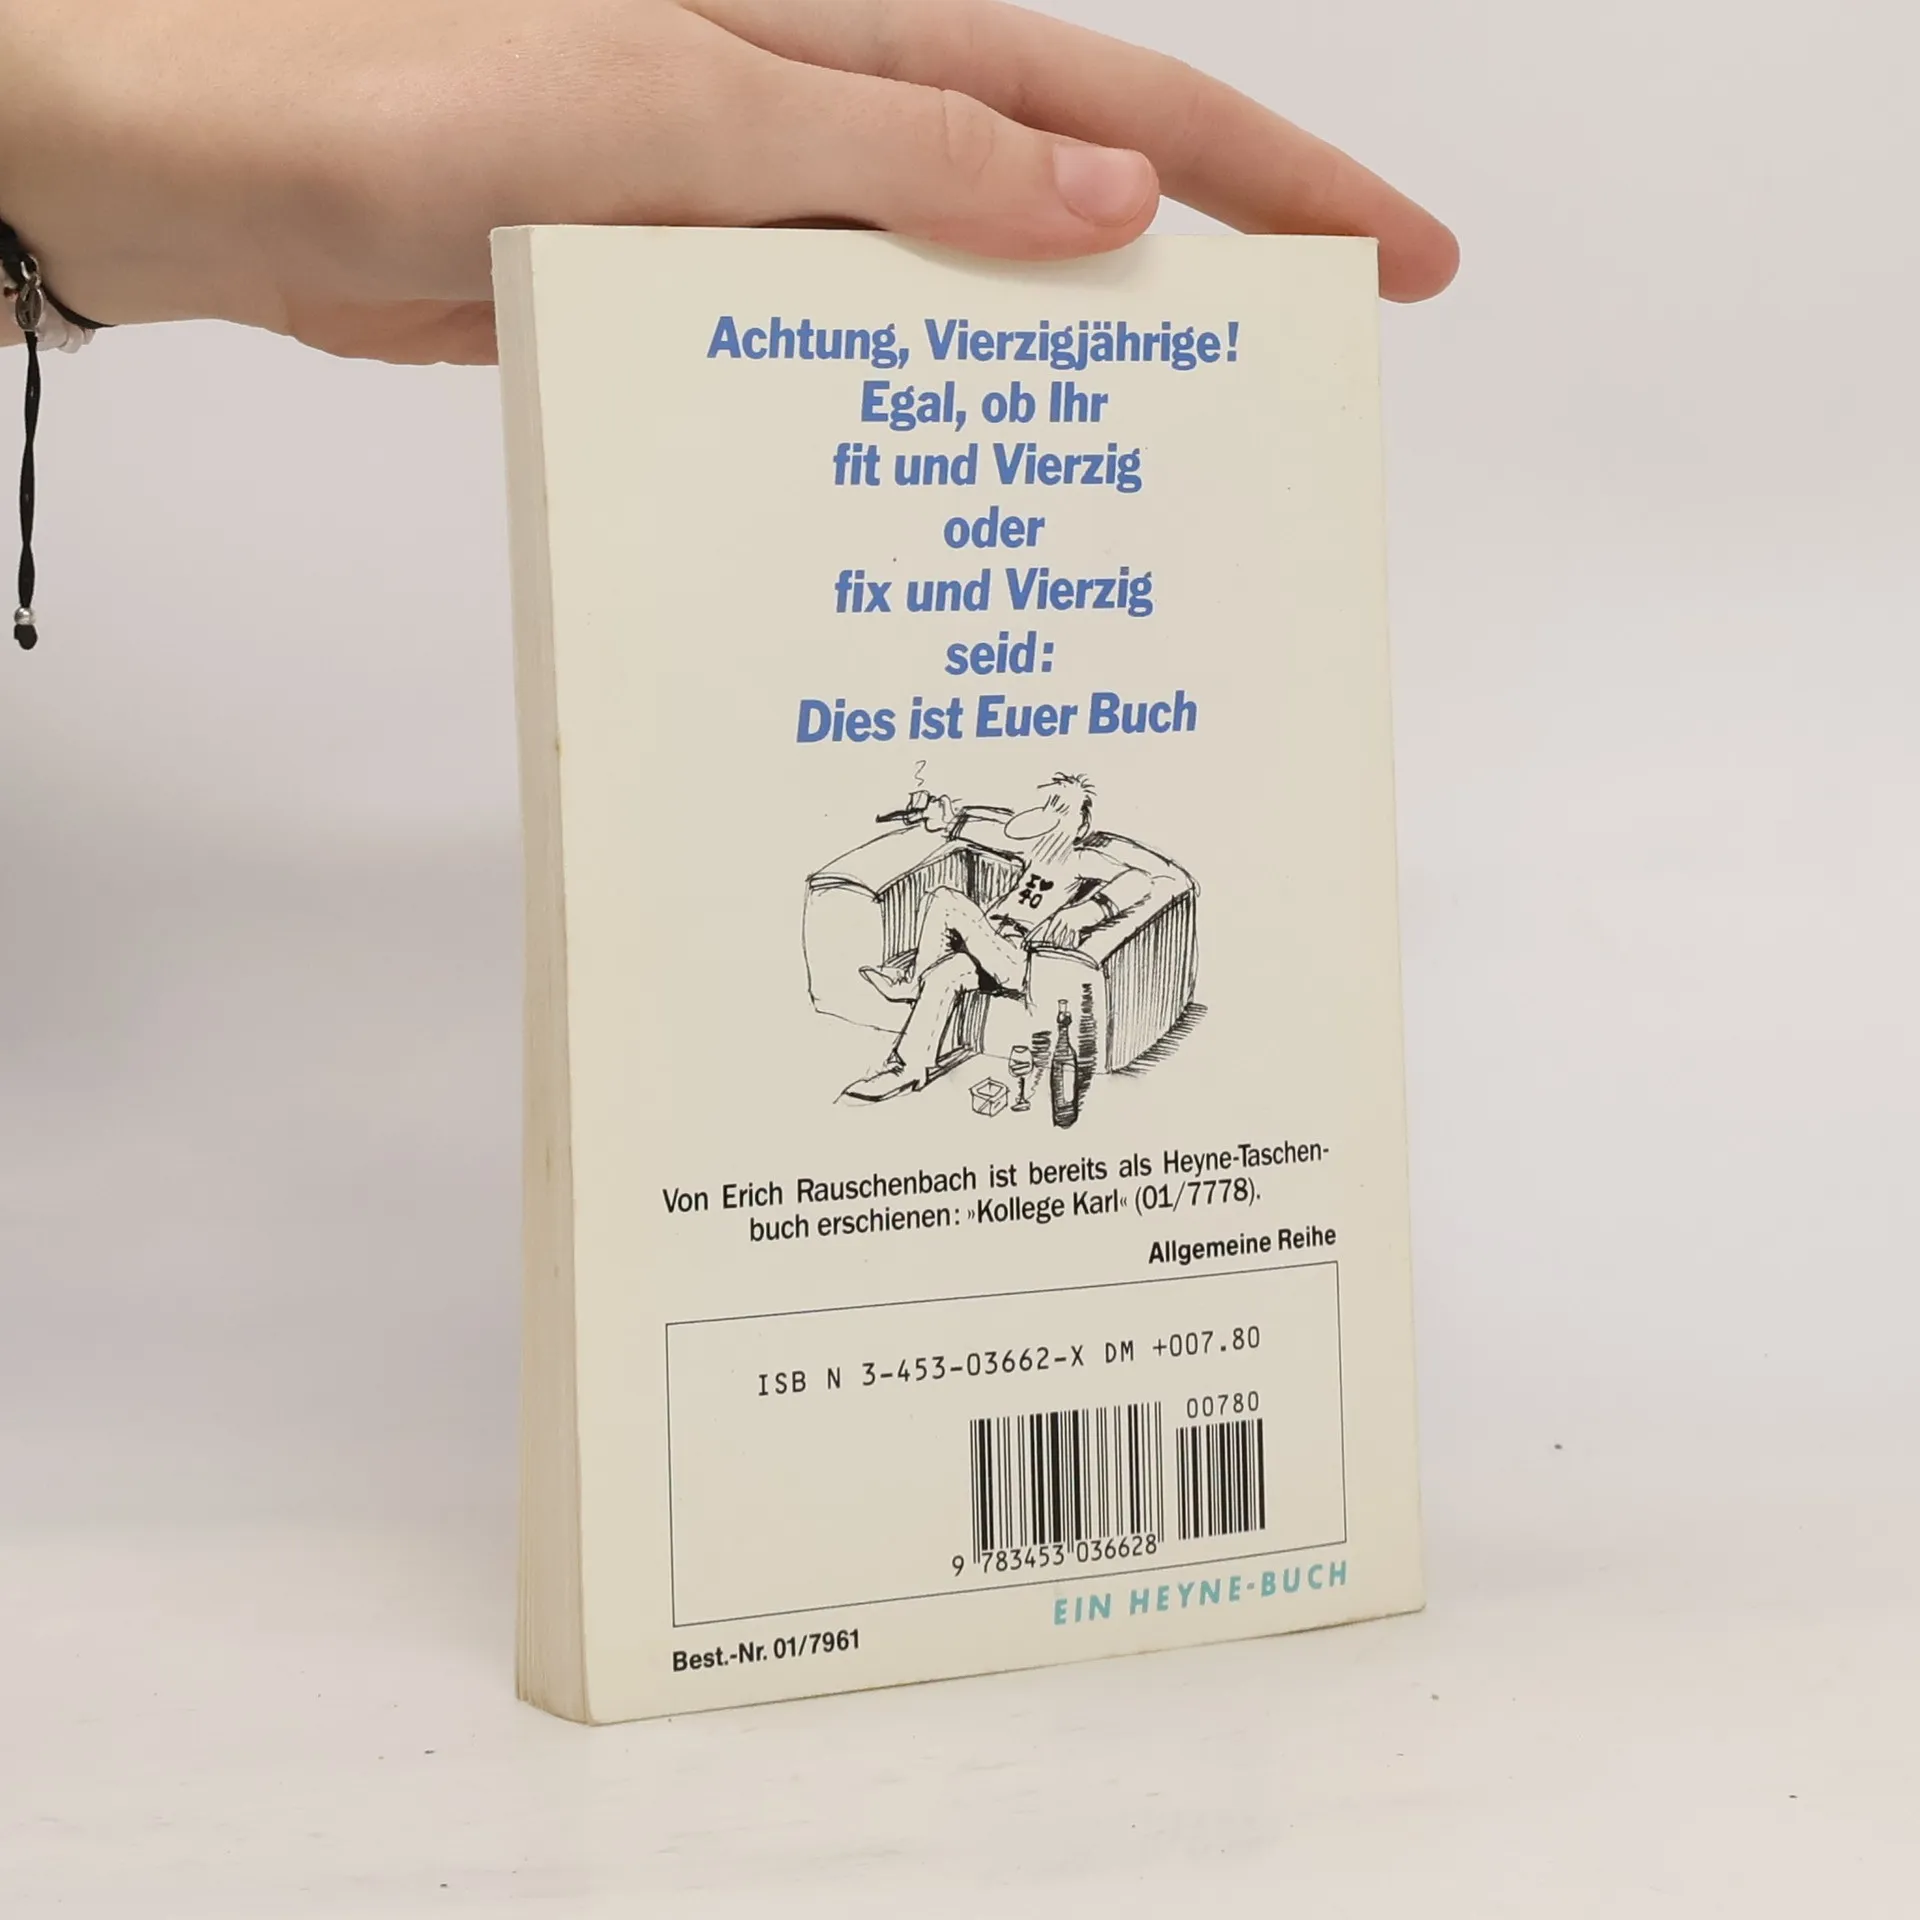 Achtung, Vierzigjährige!
Egal, ob Ihr
fit und Vierzig
oder
fix und Vierzig
seid:
Dies ist Euer Buch
I ♥
40
Von Erich Rauschenbach ist bereits als Heyne-Taschen-
buch erschienen: »Kollege Karl« (01/7778).
Allgemeine Reihe
ISB N 3-453-03662-X DM +007.80
00780
9 783453 036628
EIN HEYNE-BUCH
Best.-Nr. 01/7961